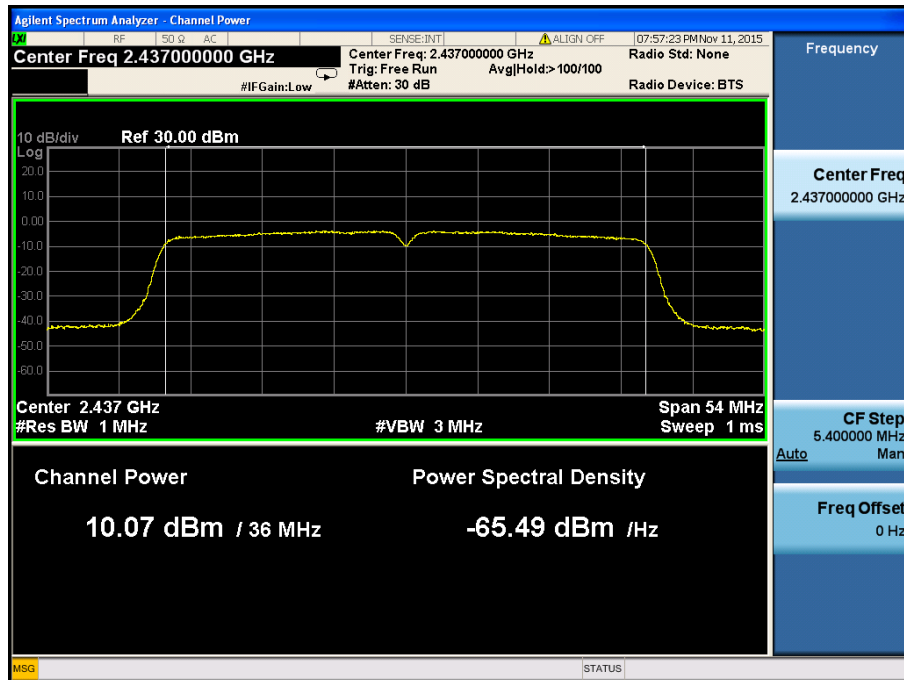 Agilent Spectrum Analyzer - Channel Power
LXI RF 50 Ω AC SENSE:INT ALIGN OFF 07:57:23 PM Nov 11, 2015
Center Freq 2.437000000 GHz
Center Freq: 2.437000000 GHz
Radio Std: None
Trig: Free Run Avg|Hold:>100/100
#IFGain:Low
#Atten: 30 dB
Radio Device: BTS
10 dB/div Ref 30.00 dBm
Log
20.0
10.0
0.00
-10.0
-20.0
-30.0
-40.0
-50.0
-60.0
Center 2.437 GHz Span 54 MHz
#Res BW 1 MHz #VBW 3 MHz Sweep 1 ms
Channel Power
10.07 dBm / 36 MHz
Power Spectral Density
-65.49 dBm /Hz
MSG STATUS
Frequency
Center Freq
2.437000000 GHz
CF Step
5.400000 MHz
Auto Man
Freq Offset
0 Hz